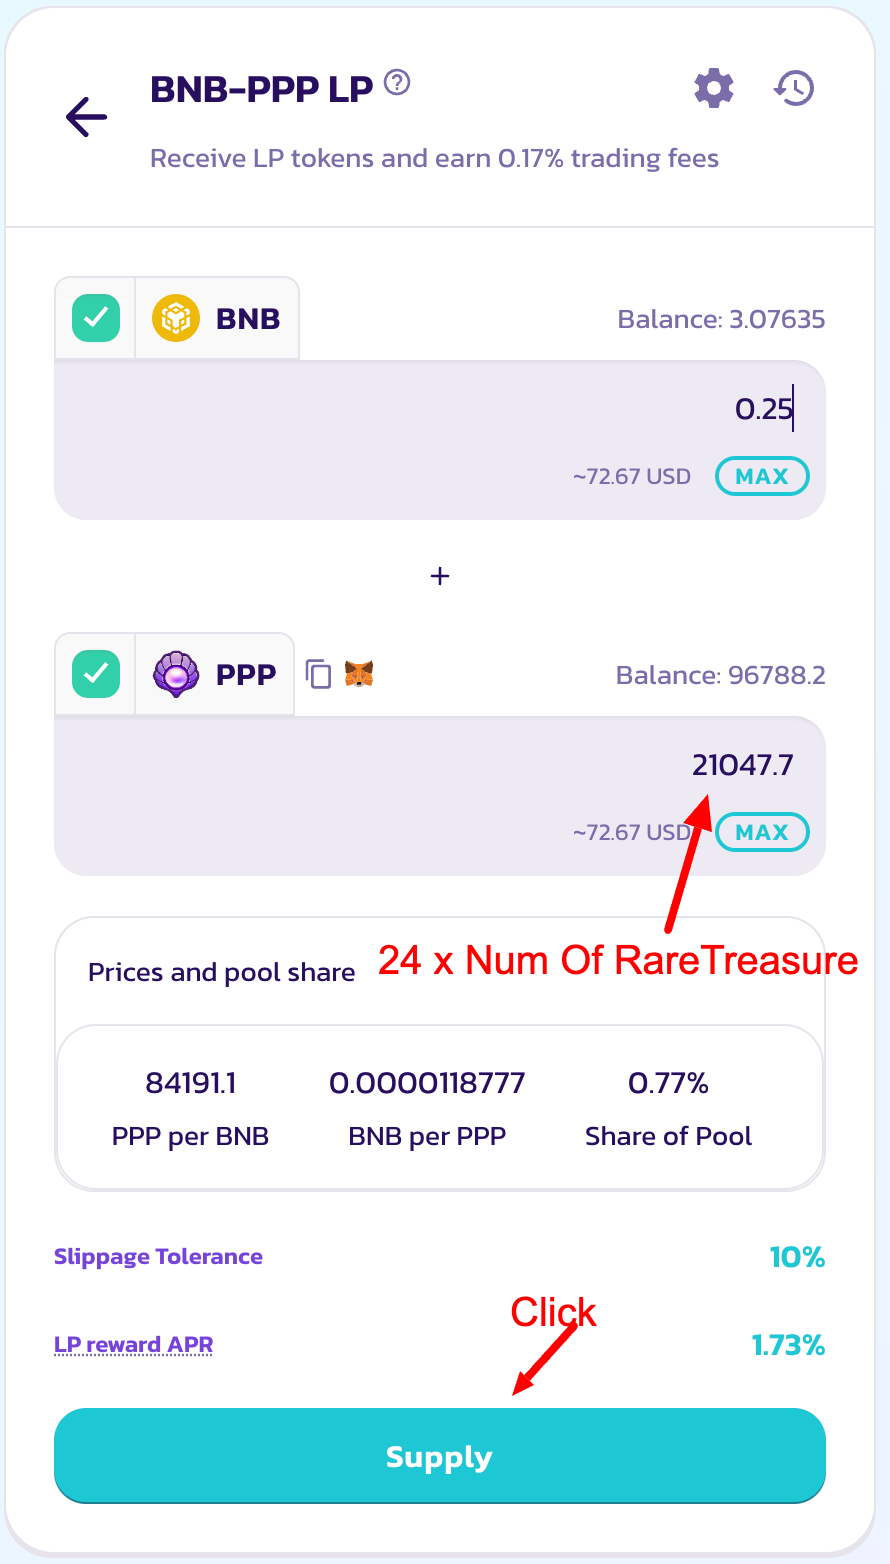 BNB-PPP LP
Receive LP tokens and earn 0.17% trading fees
BNB
Balance: 3.07635
0.25
~72.67 USD
MAX
+
PPP
Balance: 96788.2
21047.7
~72.67 USD
MAX
24 x Num Of RareTreasure
Prices and pool share
84191.1 0.0000118777 0.77%
PPP per BNB BNB per PPP Share of Pool
Slippage Tolerance 10%
Click
LP reward APR 1.73%
Supply